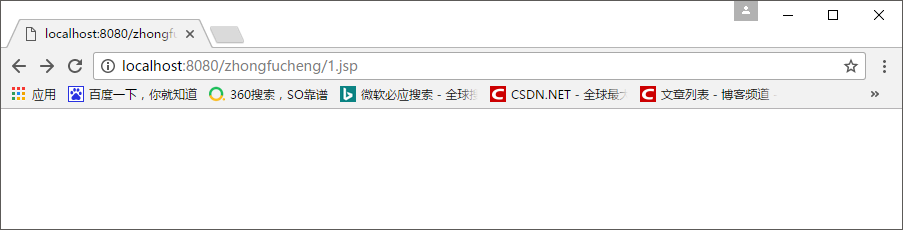 localhost:8080/zhongfu
localhost:8080/zhongfucheng/1.jsp
应用 百度一下，你就知道 360搜索，SO靠谱 微软必应搜索 - 全球搜 CSDN.NET - 全球最大 文章列表 - 博客频道 -